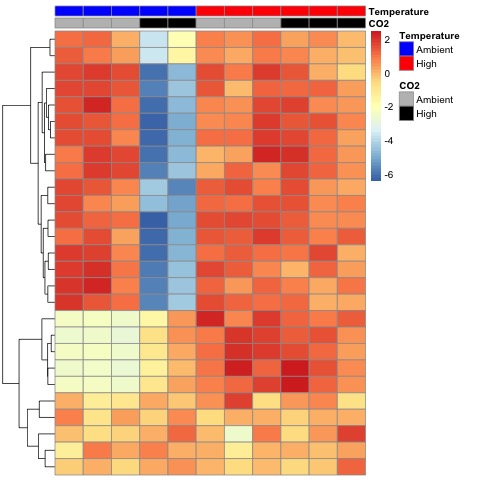 Temperature
CO2
2
0
-2
-4
-6
Temperature
Ambient
High
CO2
Ambient
High